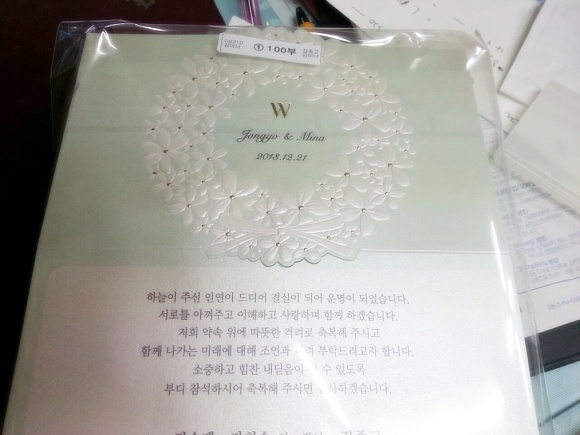 ① 100부
W
Jonggo & Mina
2013.12.21
하늘이 주신 인연이 드디어 결실이 되어 운명이 되었습니다.
서로를 아껴주고 이해하고 사랑하며 함께 하겠습니다.
저희 약속 위에 따뜻한 격려로 축복해 주시고
함께 나가는 미래에 대해 조언과 부탁드리고자 합니다.
소중하고 힘찬 내딛음이 수 있도록
부디 참석하시어 축복해 주시면 하겠습니다.